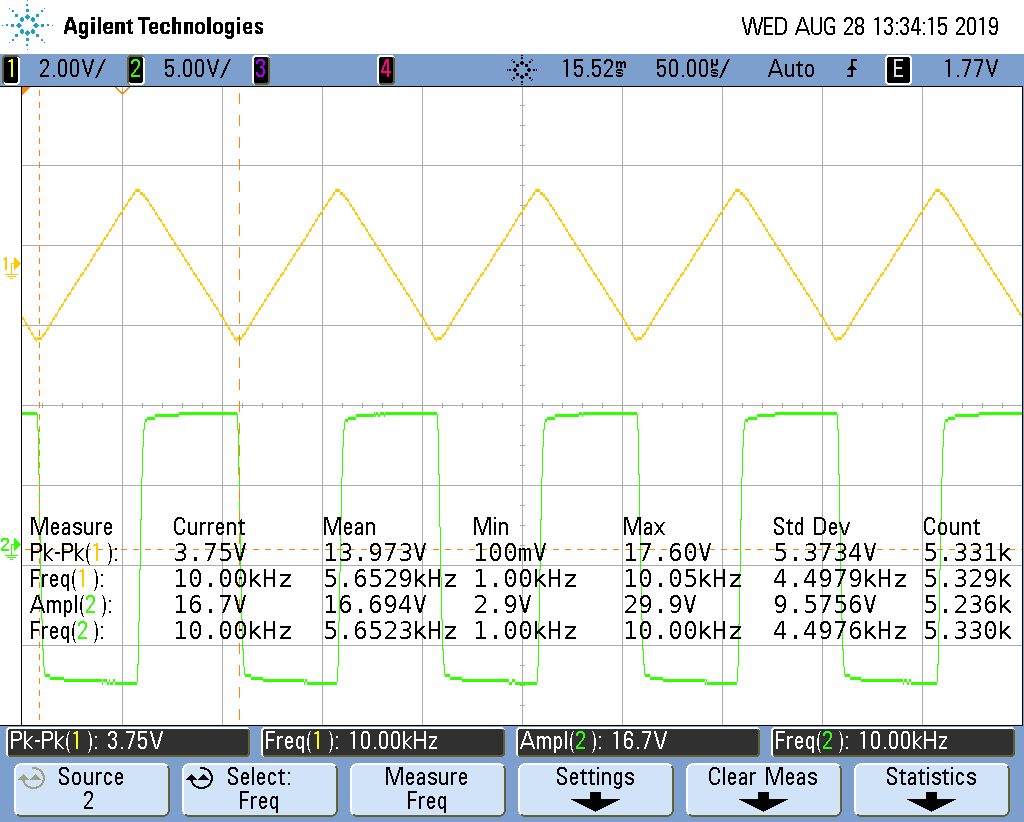 Agilent Technologies WED AUG 28 13:34:15 2019
1 2.00V/ 2 5.00V/ 3 4 15.52ms 50.00µs/ Auto E 1.77V
1
2
Measure Current Mean Min Max Std Dev Count
Pk-Pk(1): 3.75V 13.973V 100mV 17.60V 5.3734V 5.331k
Freq(1): 10.00kHz 5.6529kHz 1.00kHz 10.05kHz 4.4979kHz 5.329k
Ampl(2): 16.7V 16.694V 2.9V 29.9V 9.5756V 5.236k
Freq(2): 10.00kHz 5.6523kHz 1.00kHz 10.00kHz 4.4976kHz 5.330k
Pk-Pk(1): 3.75V Freq(1): 10.00kHz Ampl(2): 16.7V Freq(2): 10.00kHz
Source Select: Measure Settings Clear Meas Statistics
2 Freq Freq